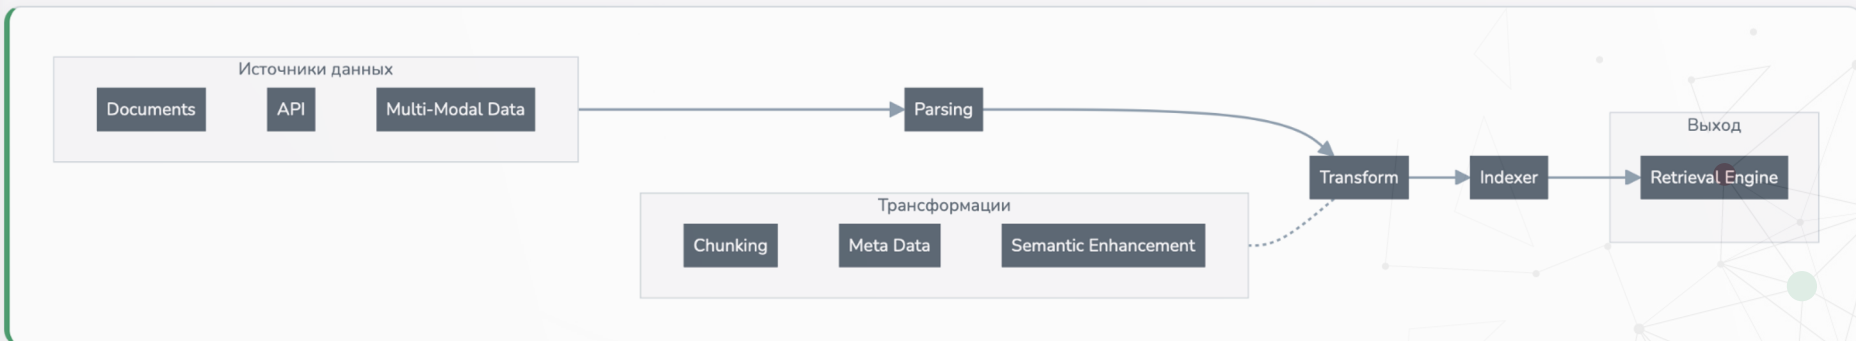 Источники данных
Documents
API
Multi-Modal Data
Parsing
Трансформации
Chunking
Meta Data
Semantic Enhancement
Transform
Indexer
Выход
Retrieval Engine